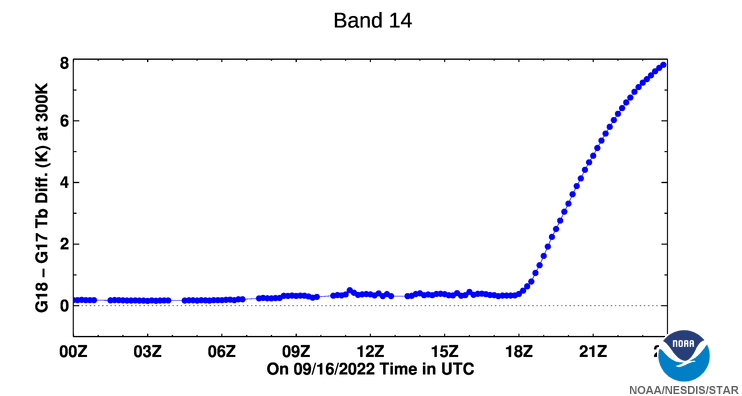 Band 14
G18 − G17 Tb Diff. (K) at 300K
8
6
4
2
0
00Z 03Z 06Z 09Z 12Z 15Z 18Z 21Z
On 09/16/2022 Time in UTC
NOAA
NOAA/NESDIS/STAR